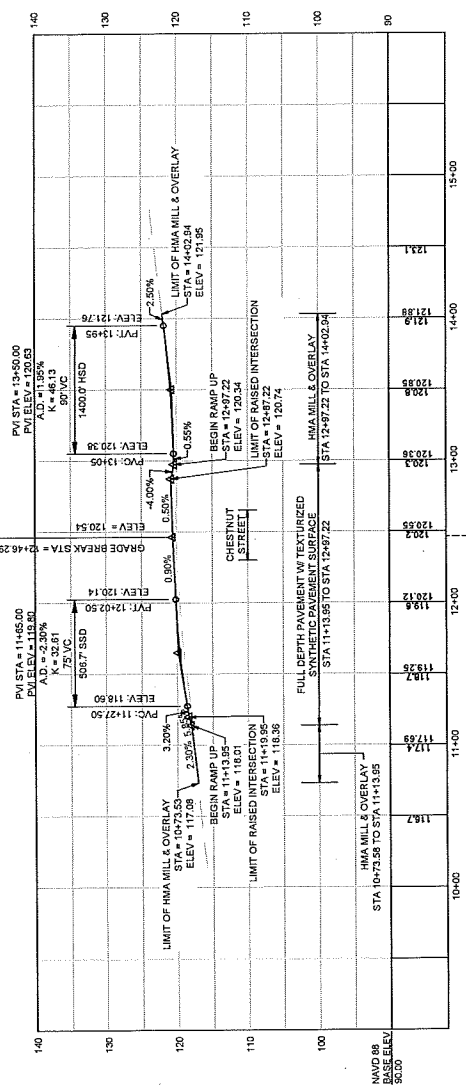 140
130
120
110
100
140
130
120
110
100
90
PVI STA = 11+65.00
PVI ELEV = 119.80
A.D. = -2.30%
K = 32.61
75' VC
506.7' SSD
PVC: 11+27.50
ELEV: 118.60
PVT: 12+02.50
ELEV: 120.14
GRADE BREAK STA = 12+46.29
ELEV = 120.54
PVI STA = 13+50.00
PVI ELEV = 120.63
A.D. = 1.95%
K = 46.13
90' VC
1400.0' HSD
PVC: 13+05
ELEV: 120.38
PVT: 13+95
ELEV: 121.76
LIMIT OF HMA MILL & OVERLAY
STA = 10+73.53
ELEV = 117.08
2.30%
3.20%
BEGIN RAMP UP
STA = 11+13.95
ELEV = 118.01
LIMIT OF RAISED INTERSECTION
STA = 11+19.95
ELEV = 118.36
0.90%
0.50%
-4.00%
0.55%
2.50%
CHESTNUT
STREET
BEGIN RAMP UP
STA = 12+97.22
ELEV = 120.34
LIMIT OF RAISED INTERSECTION
STA = 12+97.22
ELEV = 120.74
LIMIT OF HMA MILL & OVERLAY
STA = 14+02.94
ELEV = 121.95
HMA MILL & OVERLAY
STA 10+73.58 TO STA 11+13.95
FULL DEPTH PAVEMENT W/ TEXTURIZED
SYNTHETIC PAVEMENT SURFACE
STA 11+13.95 TO STA 12+97.22
HMA MILL & OVERLAY
STA 12+97.22 TO STA 14+02.94
NAVD 88
BASE ELEV
90.00
116.7
117.4
117.69
118.7
119.25
119.6
120.12
120.2
120.55
120.3
120.36
120.8
120.85
121.9
121.88
123.1
10+00
11+00
12+00
13+00
14+00
15+00